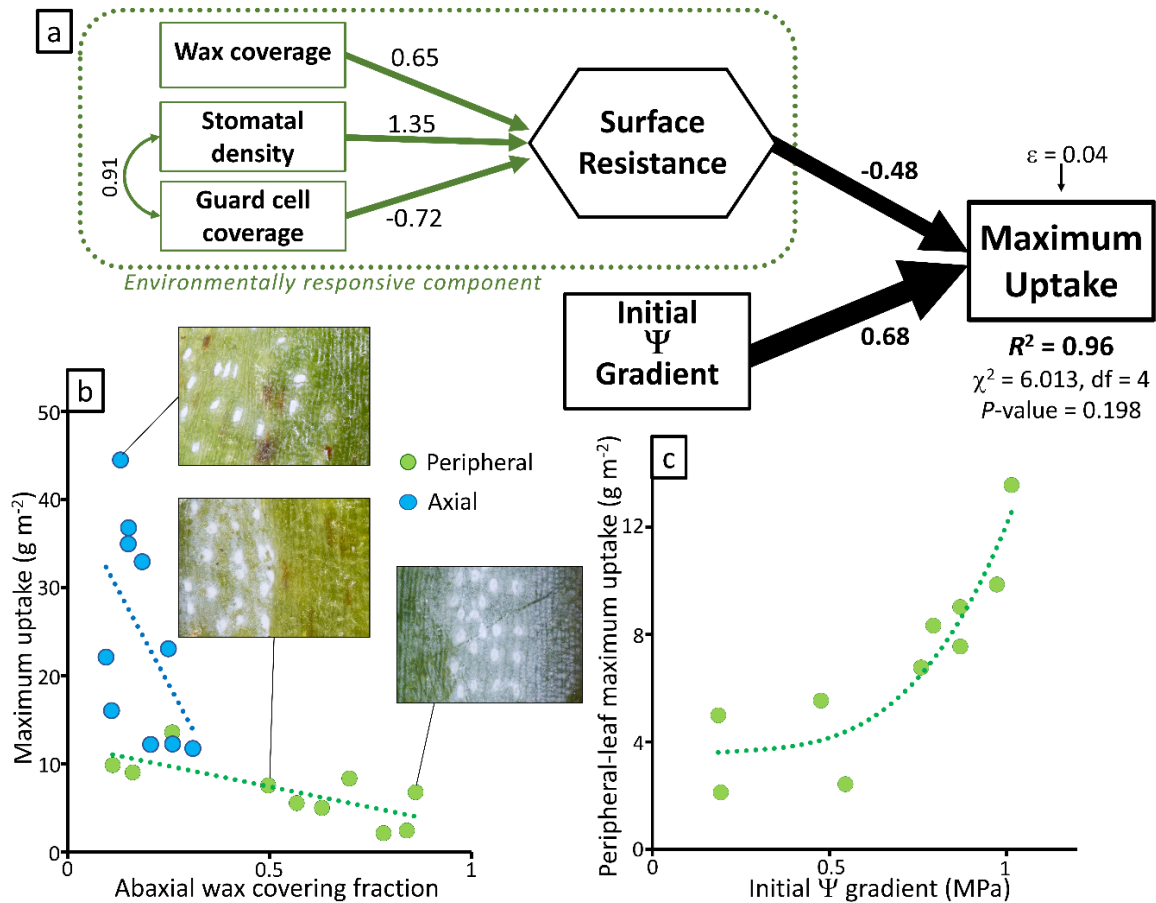 a
Wax coverage
0.65
Stomatal
density
1.35
0.91
Guard cell
coverage
-0.72
Surface
Resistance
Environmentally responsive component
-0.48
ε = 0.04
Maximum
Uptake
Initial
Ψ
Gradient
0.68
R² = 0.96
χ² = 6.013, df = 4
P-value = 0.198
b
Maximum uptake (g m⁻²)
50
40
30
20
10
0
0
0.5
1
Abaxial wax covering fraction
Peripheral
Axial
c
Peripheral-leaf maximum uptake (g m⁻²)
12
8
4
0
0
0.5
1
Initial Ψ gradient (MPa)